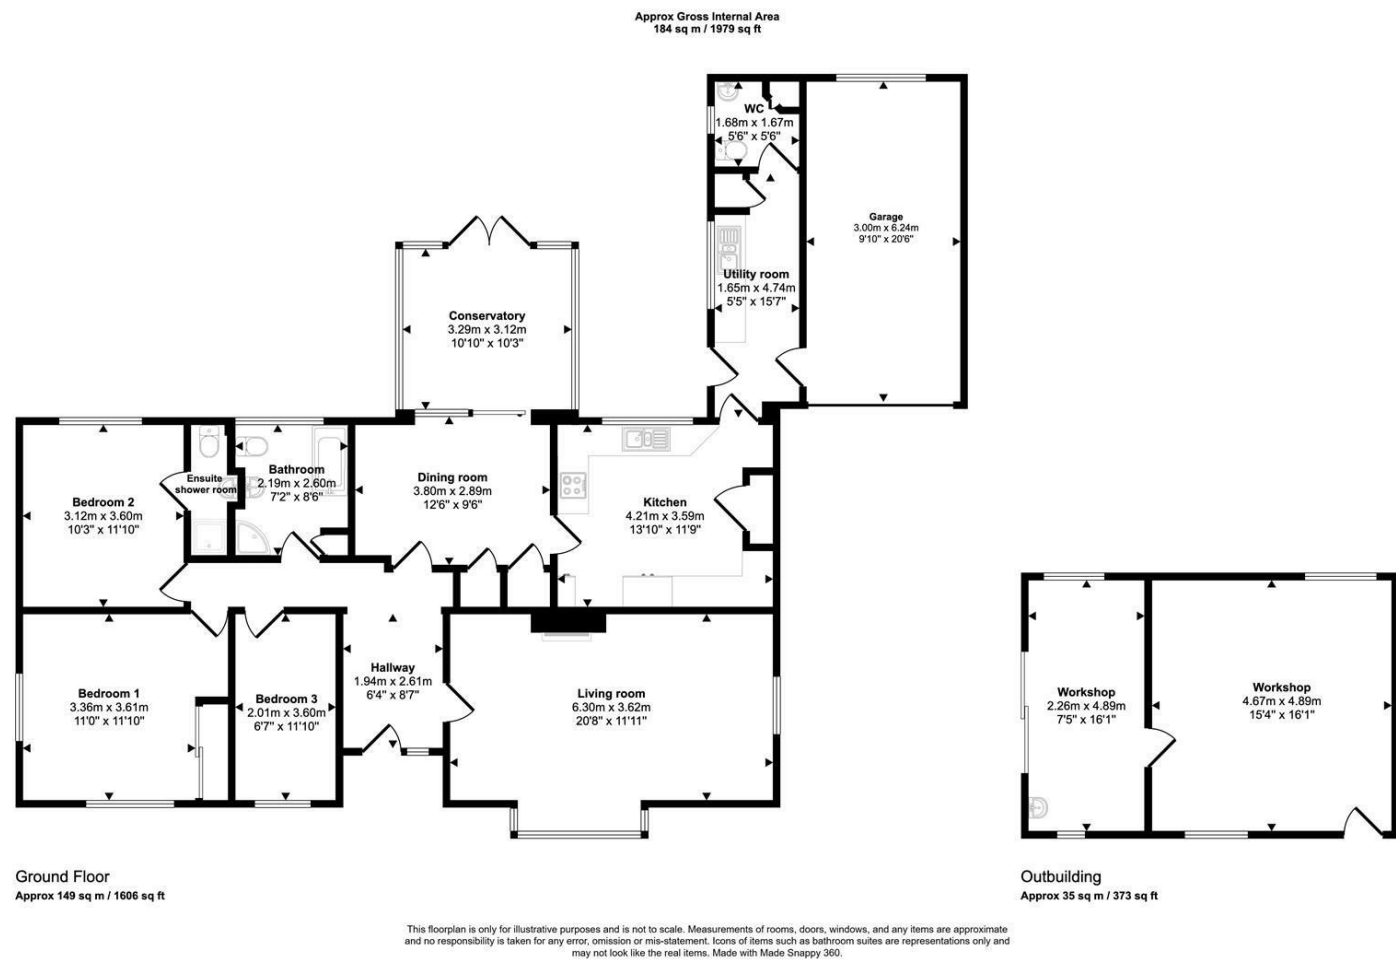 Approx Gross Internal Area
184 sq m / 1979 sq ft
WC
1.68m x 1.67m
5'6" x 5'6"
Garage
3.00m x 6.24m
9'10" x 20'6"
Utility room
1.65m x 4.74m
5'5" x 15'7"
Conservatory
3.29m x 3.12m
10'10" x 10'3"
Bedroom 2
3.12m x 3.60m
10'3" x 11'10"
Ensuite
shower room
Bathroom
2.19m x 2.60m
7'2" x 8'6"
Dining room
3.80m x 2.89m
12'6" x 9'6"
Kitchen
4.21m x 3.59m
13'10" x 11'9"
Bedroom 1
3.36m x 3.61m
11'0" x 11'10"
Bedroom 3
2.01m x 3.60m
6'7" x 11'10"
Hallway
1.94m x 2.61m
6'4" x 8'7"
Living room
6.30m x 3.62m
20'8" x 11'11"
Workshop
2.26m x 4.89m
7'5" x 16'1"
Workshop
4.67m x 4.89m
15'4" x 16'1"
Ground Floor
Approx 149 sq m / 1606 sq ft
Outbuilding
Approx 35 sq m / 373 sq ft
This floorplan is only for illustrative purposes and is not to scale. Measurements of rooms, doors, windows, and any items are approximate
and no responsibility is taken for any error, omission or mis-statement. Icons of items such as bathroom suites are representations only and
may not look like the real items. Made with Made Snappy 360.